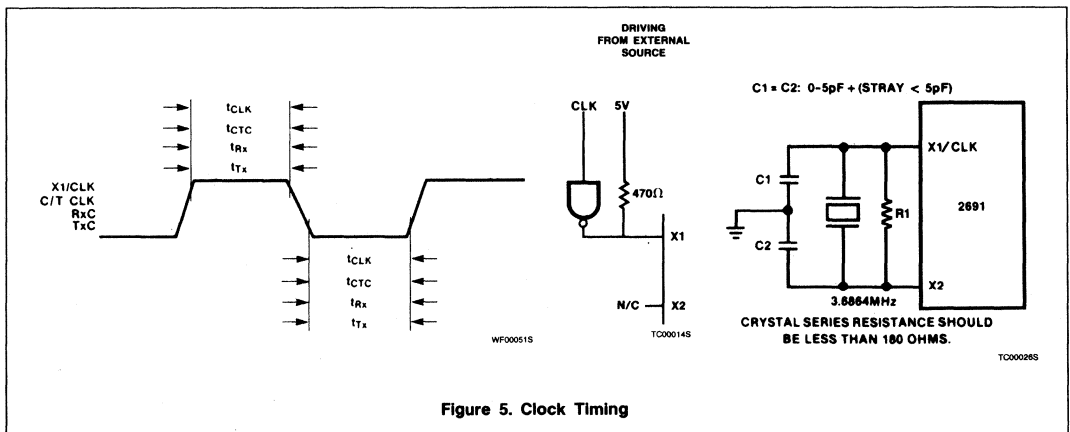 DRIVING
FROM EXTERNAL
SOURCE
tCLK
tCTC
tRx
tTx
X1/CLK
C/T CLK
RxC
TxC
tCLK
tCTC
tRx
tTx
WF00051S
CLK 5V
470Ω
X1
N/C
X2
TC00014S
C1 = C2: 0-5pF + (STRAY < 5pF)
X1/CLK
C1
R1
2691
C2
X2
3.6864MHz
CRYSTAL SERIES RESISTANCE SHOULD
BE LESS THAN 180 OHMS.
TC00026S
Figure 5. Clock Timing